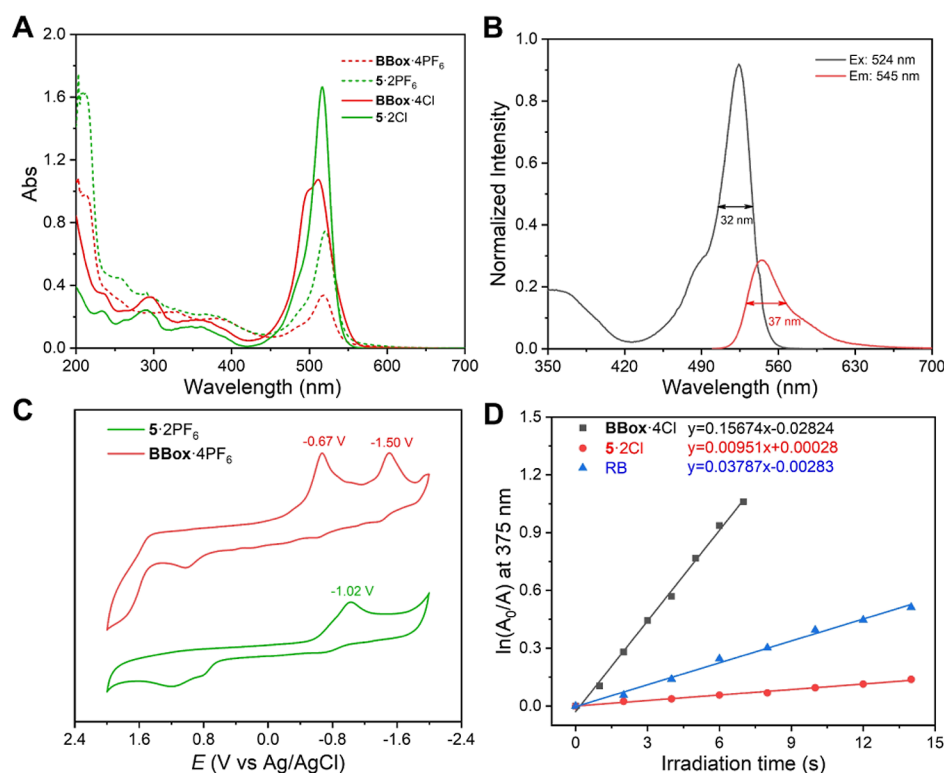 A
BBox·4PF₆
5·2PF₆
BBox·4Cl
5·2Cl
2.0
1.6
1.2
0.8
0.4
0.0
Abs
200 300 400 500 600 700
Wavelength (nm)
B
Ex: 524 nm
Em: 545 nm
32 nm
37 nm
1.0
0.8
0.6
0.4
0.2
0.0
Normalized Intensity
350 420 490 560 630 700
Wavelength (nm)
C
5·2PF₆
BBox·4PF₆
-0.67 V
-1.50 V
-1.02 V
2.4 1.6 0.8 0.0 -0.8 -1.6 -2.4
E (V vs Ag/AgCl)
D
BBox·4Cl y=0.15674x-0.02824
5·2Cl y=0.00951x+0.00028
RB y=0.03787x-0.00283
1.5
1.2
0.9
0.6
0.3
0.0
ln(A₀/A) at 375 nm
0 3 6 9 12 15
Irradiation time (s)